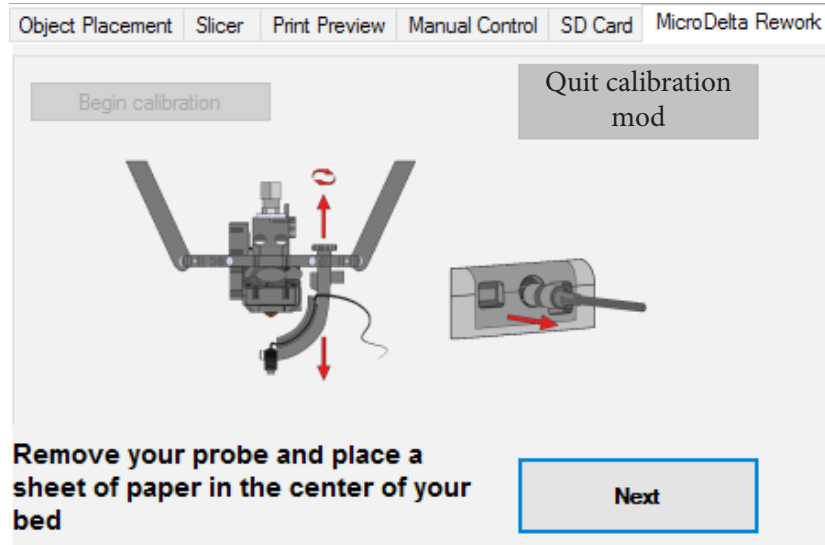 Object Placement Slicer Print Preview Manual Control SD Card MicroDelta Rework
Begin calibration
Quit calibration
mod
Remove your probe and place a
sheet of paper in the center of your
bed
Next